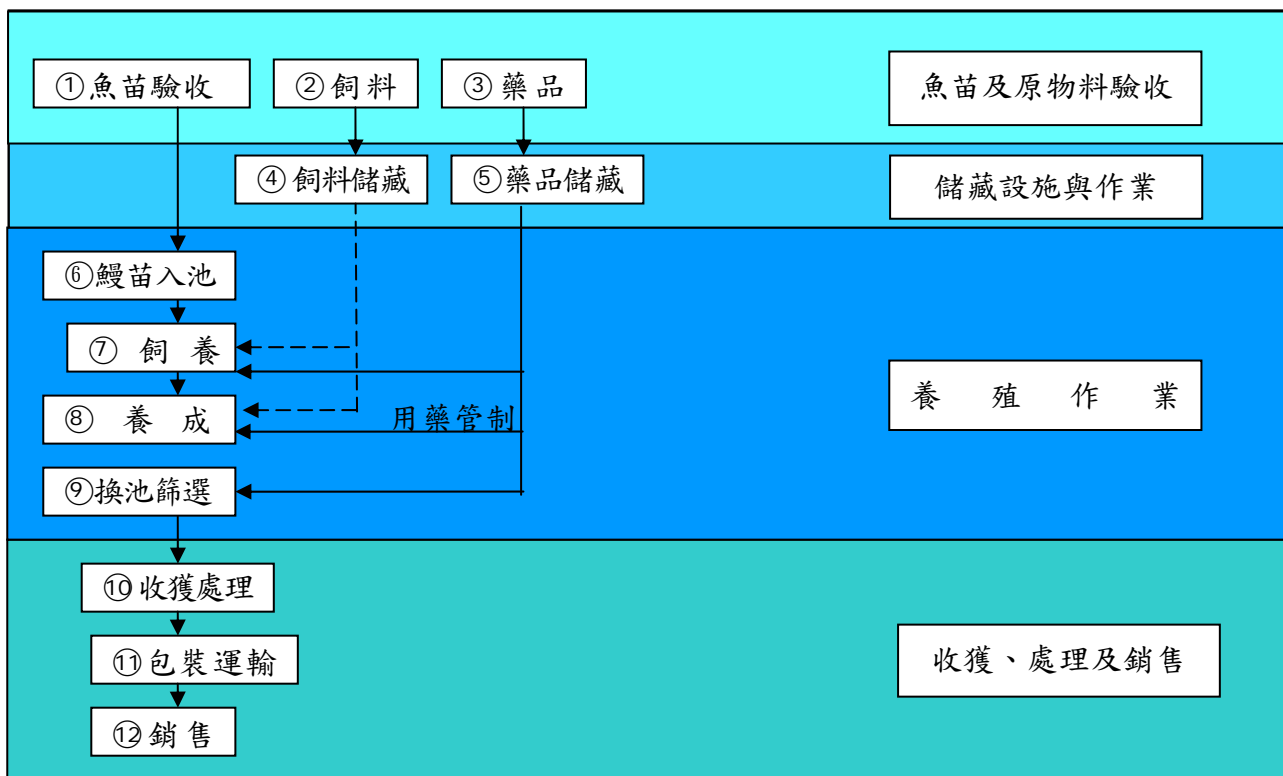 ①魚苗驗收
②飼料
③藥品
魚苗及原物料驗收
④飼料儲藏
⑤藥品儲藏
儲藏設施與作業
⑥鰻苗入池
⑦飼養
⑧養成
用藥管制
養殖作業
⑨換池篩選
⑩收獲處理
⑪包裝運輸
收獲、處理及銷售
⑫銷售